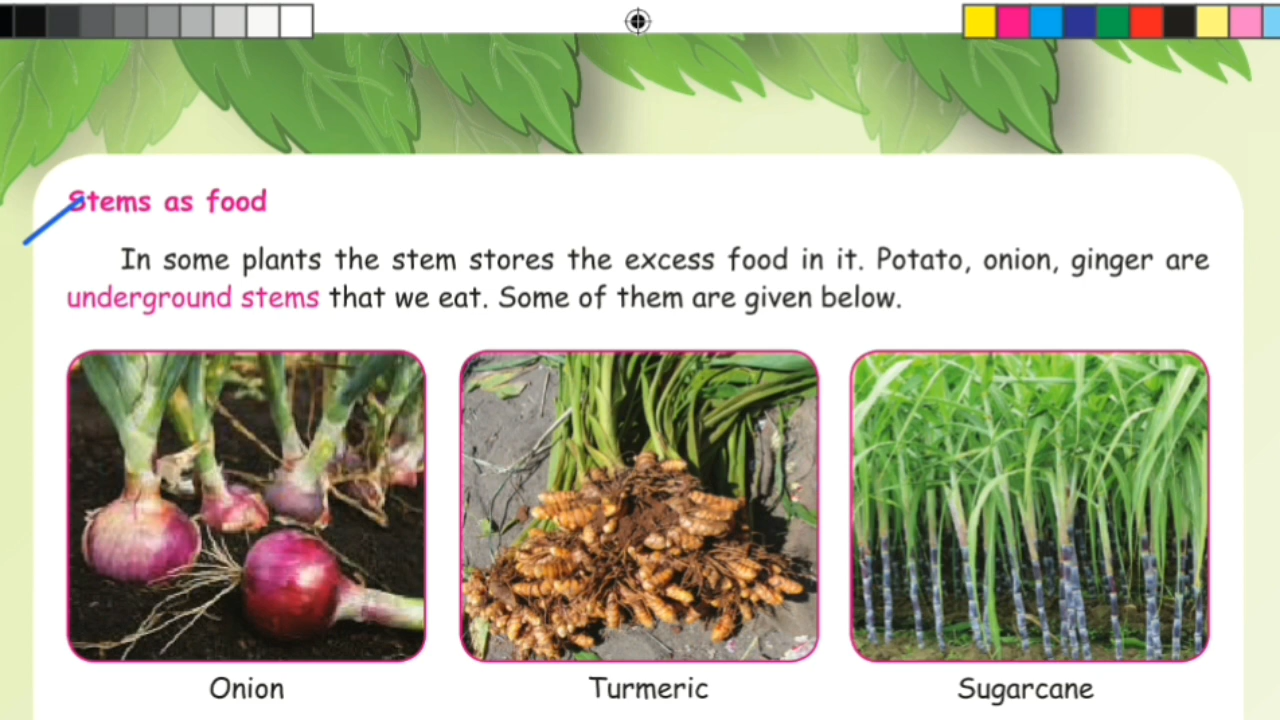 Stems as food
In some plants the stem stores the excess food in it. Potato, onion, ginger are
underground stems that we eat. Some of them are given below.
Onion
Turmeric
Sugarcane